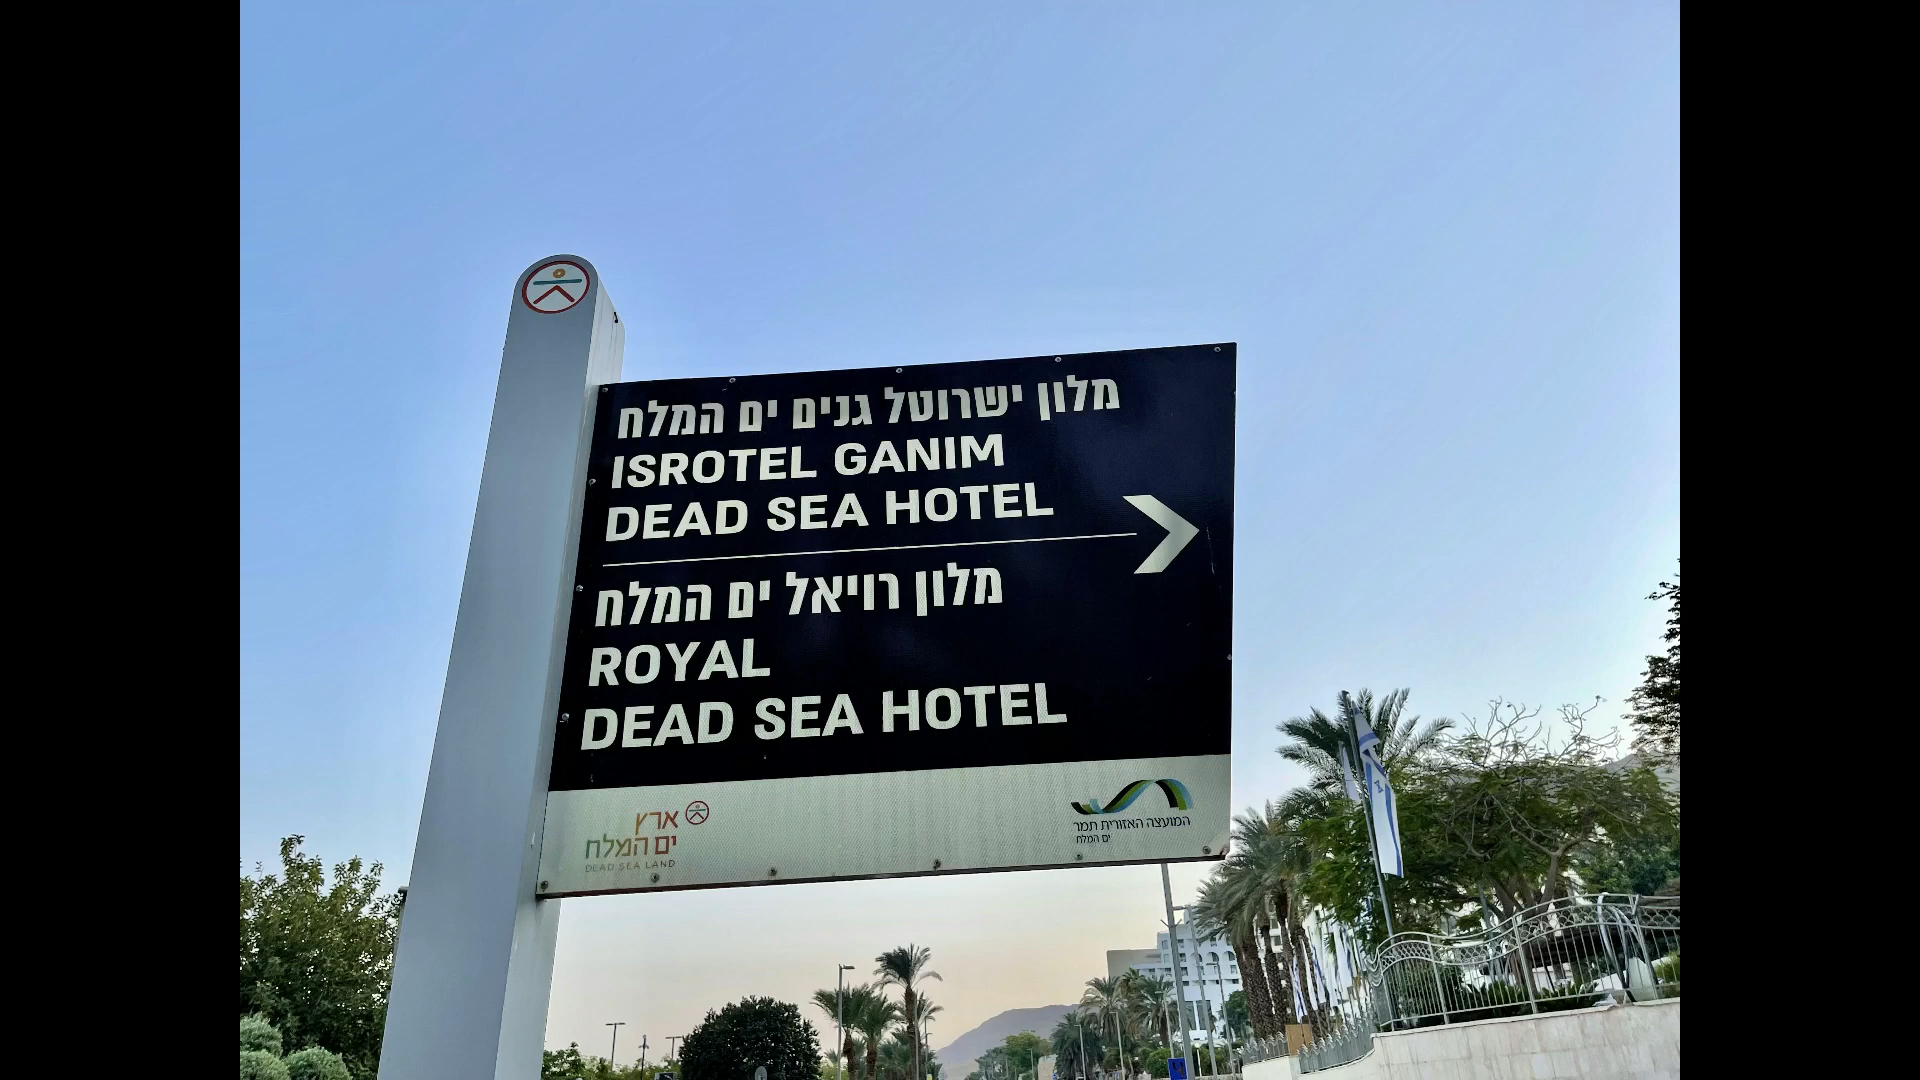 מלון ישרוטל גנים ים המלח
ISROTEL GANIM
DEAD SEA HOTEL
מלון רויאל ים המלח
ROYAL
DEAD SEA HOTEL
ארץ
ים המלח
DEAD SEA LAND
המועצה האזורית תמר
ים המלח